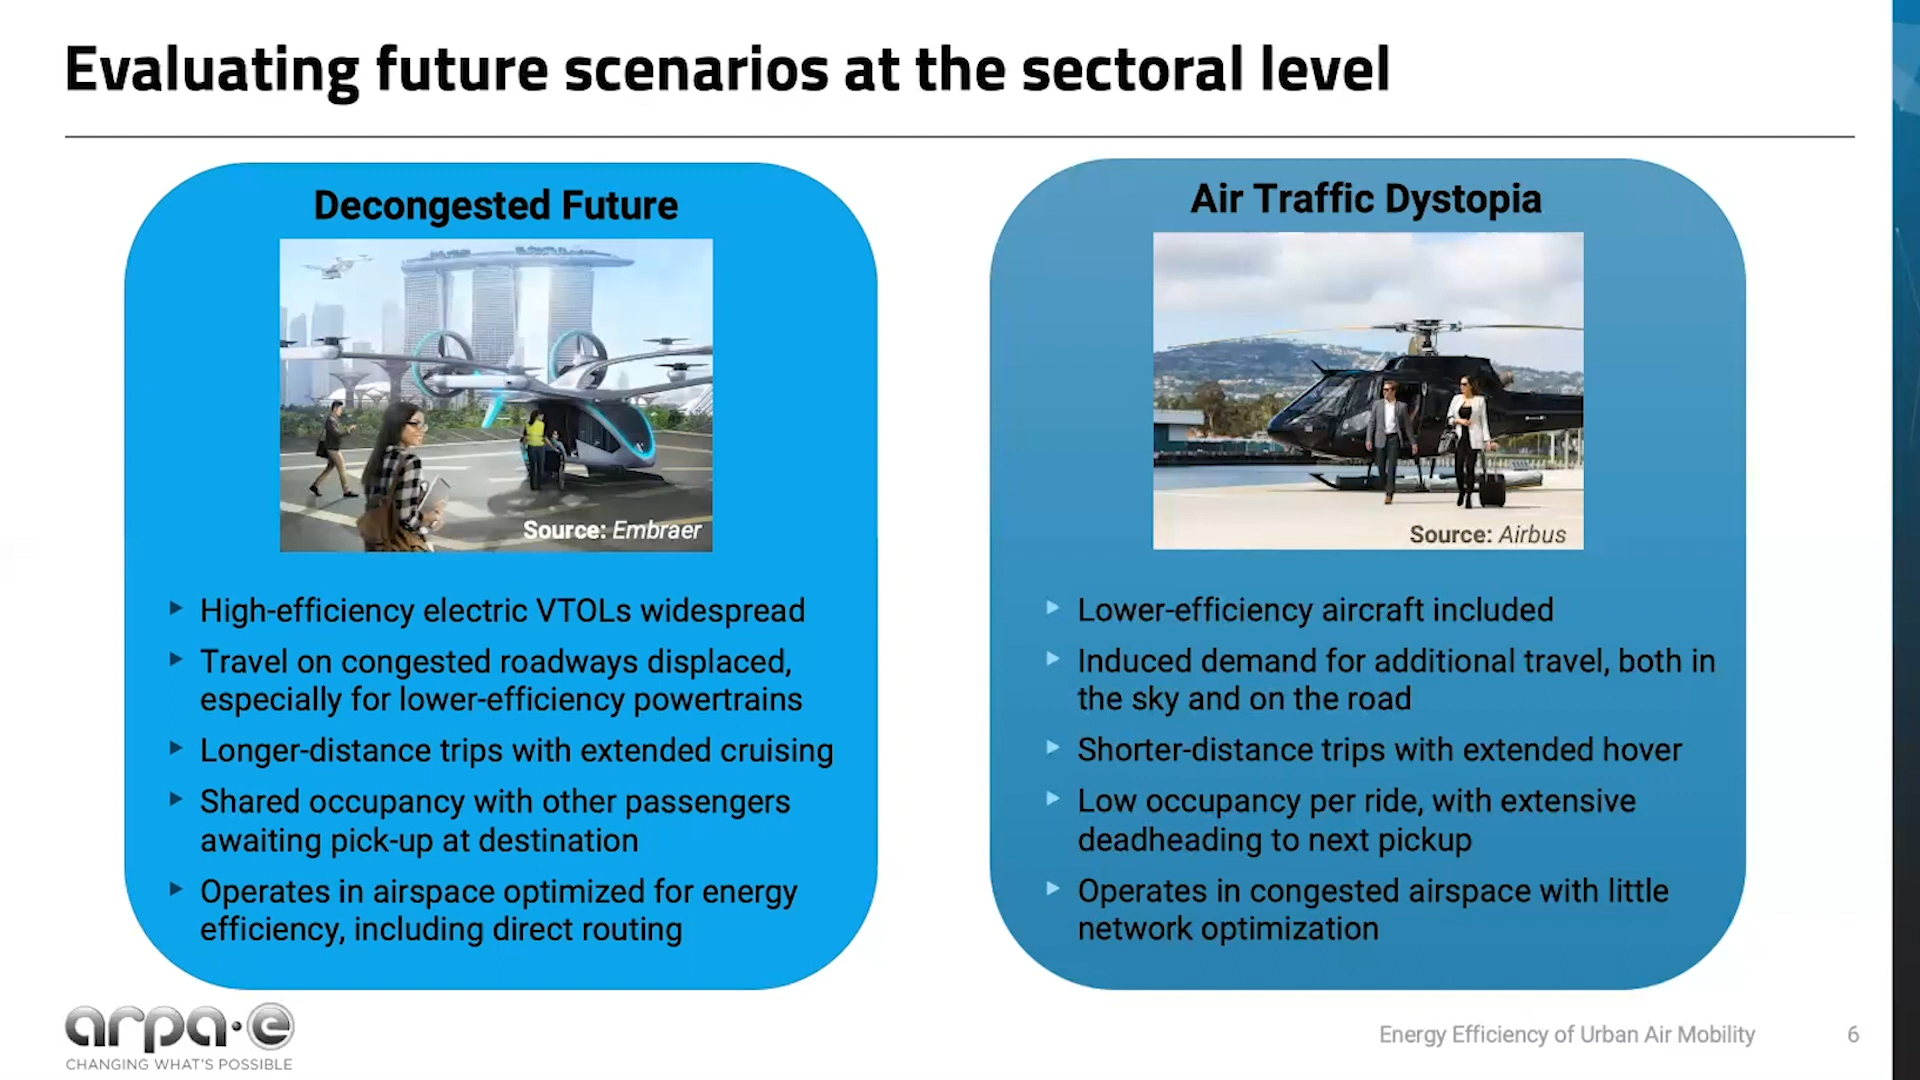 Evaluating future scenarios at the sectoral level
Decongested Future
Source: Embraer
High-efficiency electric VTOLs widespread
Travel on congested roadways displaced,
especially for lower-efficiency powertrains
Longer-distance trips with extended cruising
Shared occupancy with other passengers
awaiting pick-up at destination
Operates in airspace optimized for energy
efficiency, including direct routing
Air Traffic Dystopia
Source: Airbus
Lower-efficiency aircraft included
Induced demand for additional travel, both in
the sky and on the road
Shorter-distance trips with extended hover
Low occupancy per ride, with extensive
deadheading to next pickup
Operates in congested airspace with little
network optimization
arpa·e
CHANGING WHAT'S POSSIBLE
Energy Efficiency of Urban Air Mobility
6